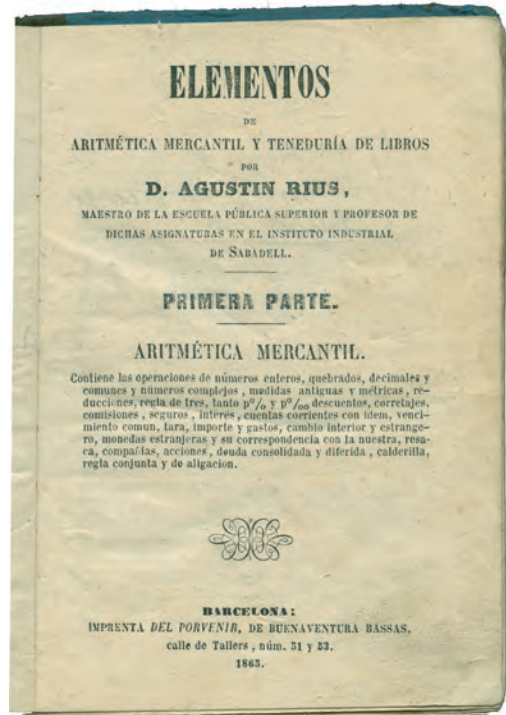 ELEMENTOS
DE
ARITMÉTICA MERCANTIL Y TENEDURÍA DE LIBROS
POR
D. AGUSTIN RIUS,
MAESTRO DE LA ESCUELA PÚBLICA SUPERIOR Y PROFESOR DE
DICHAS ASIGNATURAS EN EL INSTITUTO INDUSTRIAL
DE SABADELL.
PRIMERA PARTE.
ARITMÉTICA MERCANTIL.
Contiene las operaciones de números enteros, quebrados, decimales y
comunes y números complejos, medidas antiguas y métricas, re-
ducciones, regla de tres, tanto p% y p‰ descuentos, corretajes,
comisiones, seguros, interés, cuentas corrientes con idem, venci-
miento comun, tara, importe y gastos, cambio interior y estrange-
ro, monedas estranjeras y su correspondencia con la nuestra, resa-
ca, compañías, acciones, deuda consolidada y diferida, calderilla,
regla conjunta y de aligacion.
BARCELONA:
IMPRENTA DEL PORVENIR, DE BUENAVENTURA BASSAS,
calle de Tallers, núm. 51 y 53.
1865.